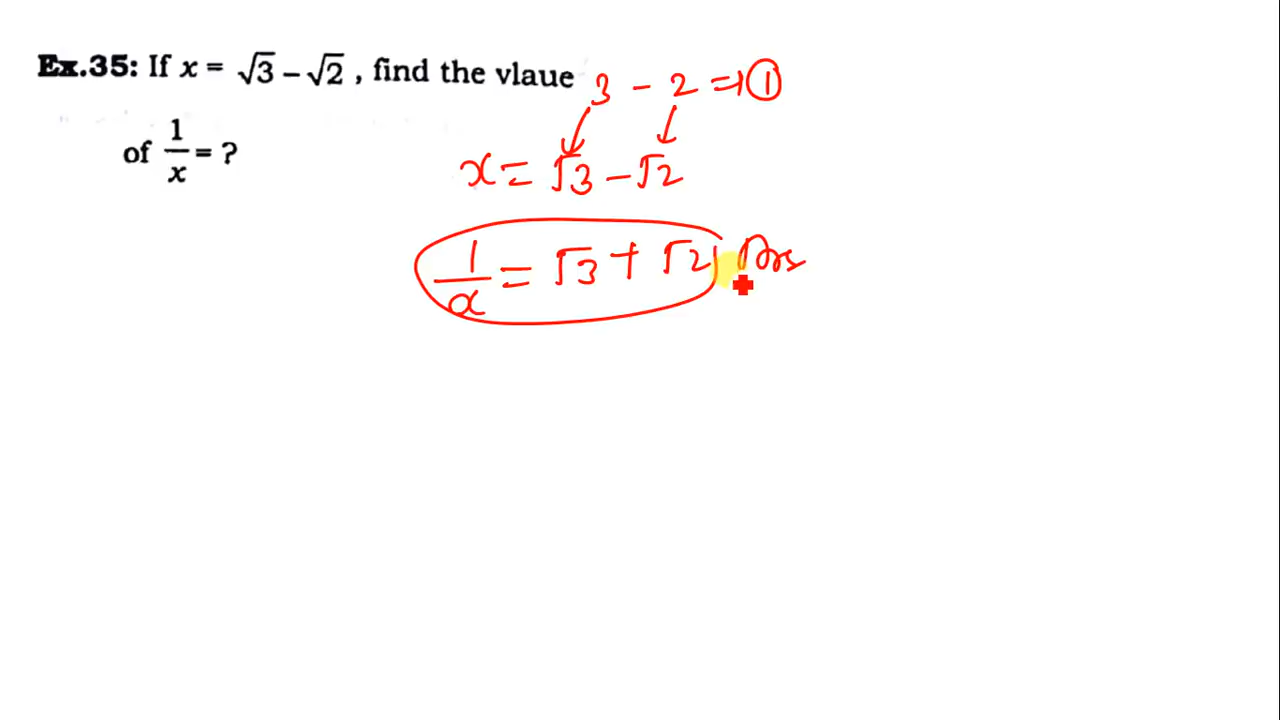 Ex.35: If x = √3 – √2 , find the vlaue
of 1/x = ?
3 – 2 ⇒ ①
x = √3 – √2
1/x = √3 + √2 Ans